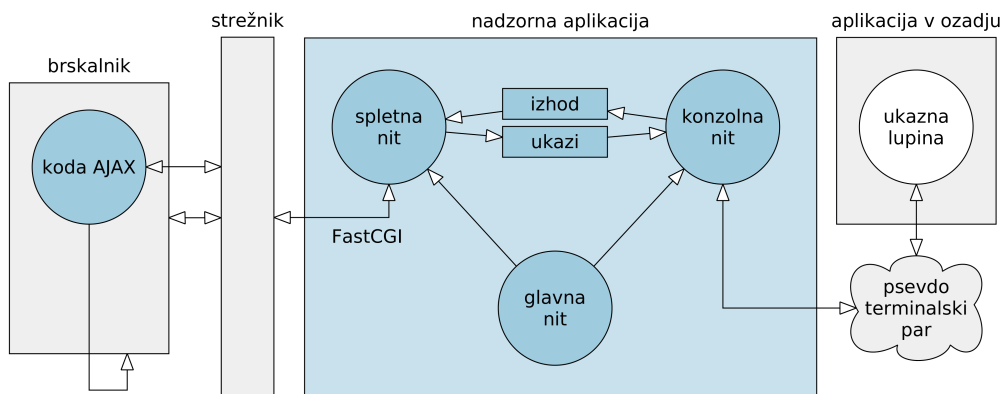 brskalnik
koda AJAX
strežnik
nadzorna aplikacija
spletna
nit
izhod
ukazi
konzolna
nit
FastCGI
glavna
nit
aplikacija v ozadju
ukazna
lupina
psevdo
terminalski
par